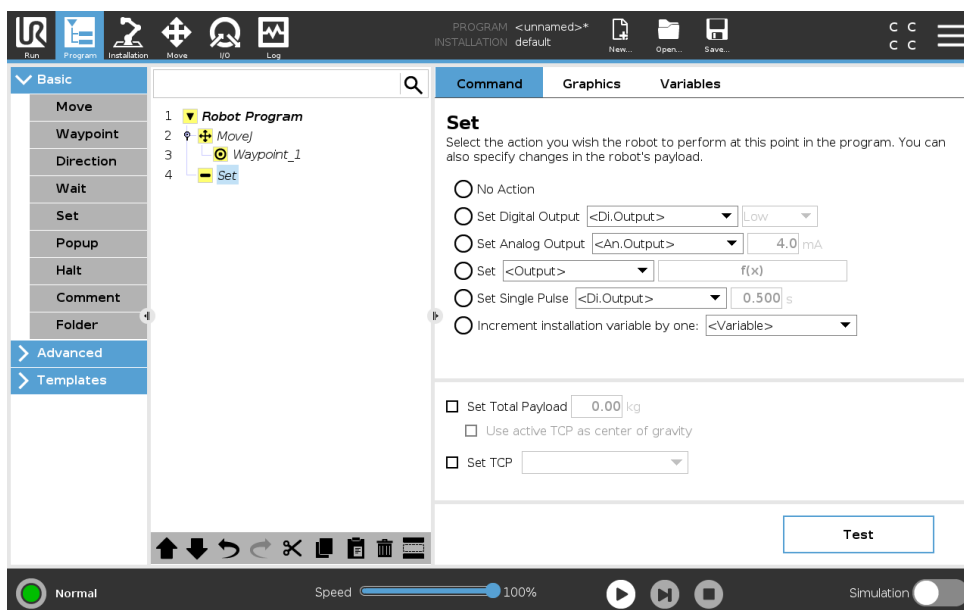 UR
PROGRAM <unnamed>*
INSTALLATION default
Run Program Installation Move I/O Log New... Open... Save...
C C
C C
Basic
Move
Waypoint
Direction
Wait
Set
Popup
Halt
Comment
Folder
Advanced
Templates
1 Robot Program
2 MoveJ
3 Waypoint_1
4 Set
Command Graphics Variables
Set
Select the action you wish the robot to perform at this point in the program. You can
also specify changes in the robot's payload.
No Action
Set Digital Output <Di.Output> Low
Set Analog Output <An.Output> 4.0 mA
Set <Output> f(x)
Set Single Pulse <Di.Output> 0.500 s
Increment installation variable by one: <Variable>
Set Total Payload 0.00 kg
Use active TCP as center of gravity
Set TCP
Test
Normal Speed 100% Simulation